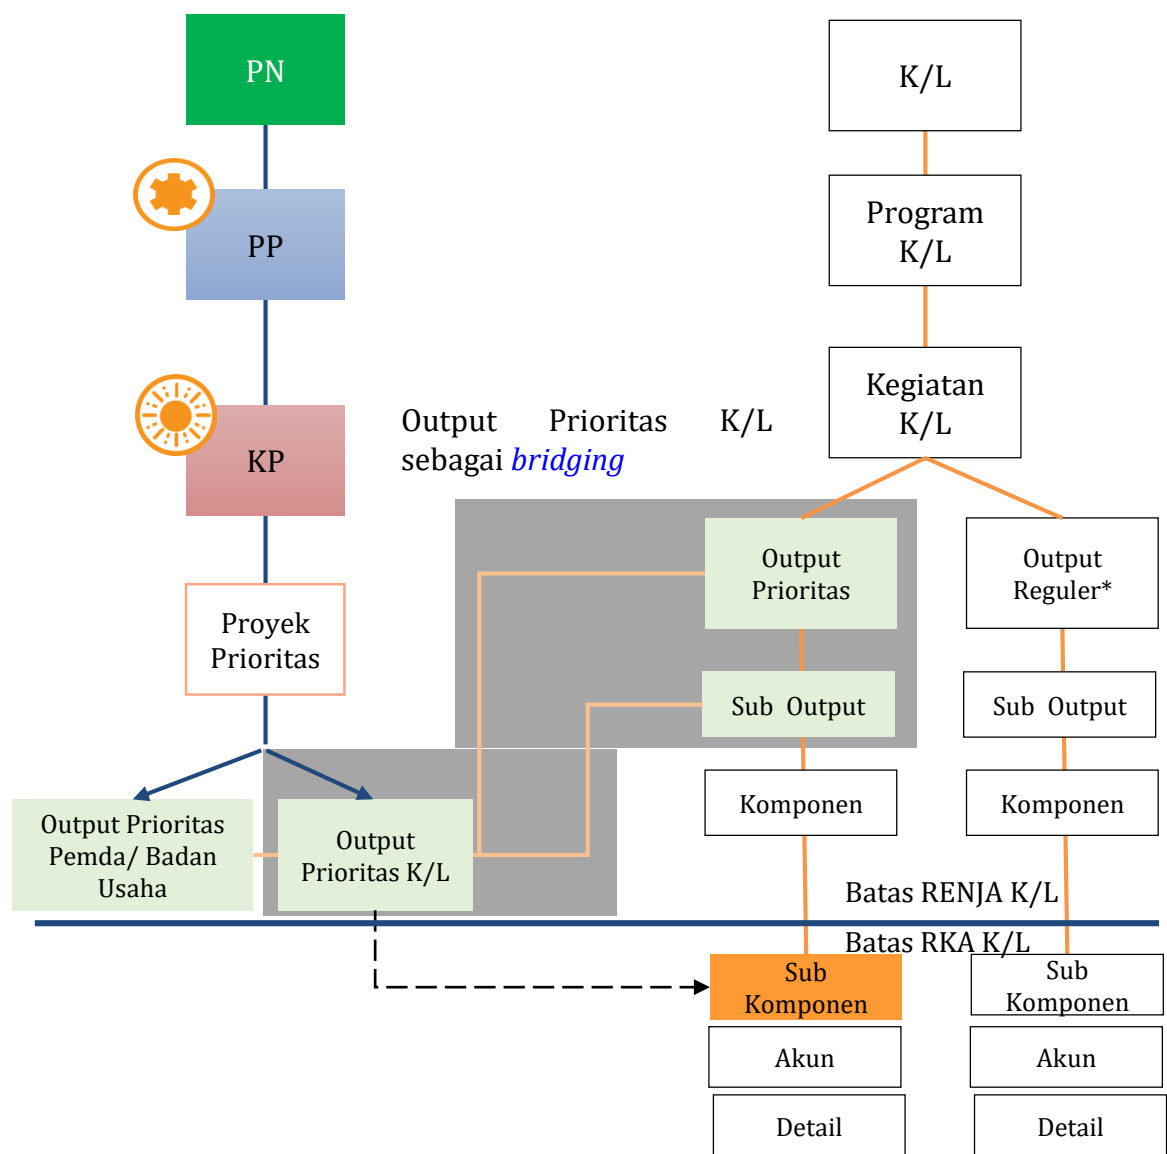 PN
PP
KP
Proyek
Prioritas
Output Prioritas
Pemda/ Badan
Usaha
Output
Prioritas K/L
Output Prioritas K/L
sebagai bridging
K/L
Program
K/L
Kegiatan
K/L
Output
Prioritas
Sub Output
Komponen
Output
Reguler*
Sub Output
Komponen
Batas RENJA K/L
Batas RKA K/L
Sub
Komponen
Akun
Detail
Sub
Komponen
Akun
Detail